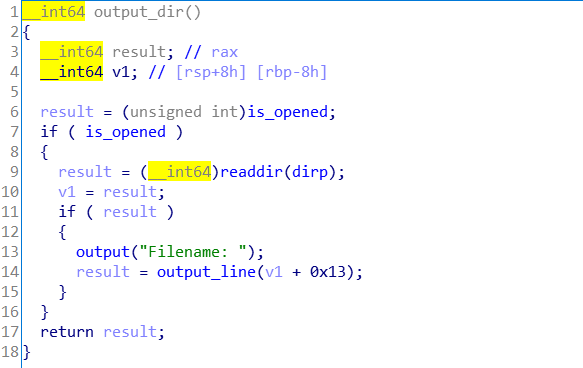 1 __int64 output_dir()
2 {
3   __int64 result; // rax
4   __int64 v1; // [rsp+8h] [rbp-8h]
5
6   result = (unsigned int)is_opened;
7   if ( is_opened )
8   {
9     result = (__int64)readdir(dirp);
10     v1 = result;
11     if ( result )
12     {
13       output("Filename: ");
14       result = output_line(v1 + 0x13);
15     }
16   }
17   return result;
18 }